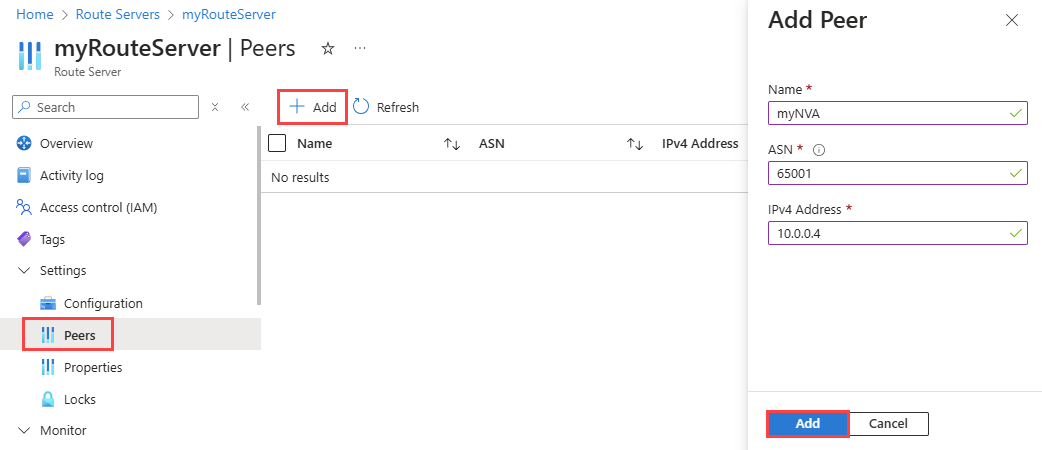 Home > Route Servers > myRouteServer
myRouteServer | Peers ☆ ···
Route Server
Search
+ Add Refresh
Name ASN IPv4 Address
No results
Overview
Activity log
Access control (IAM)
Tags
Settings
Configuration
Peers
Properties
Locks
Monitor
Add Peer
Name *
myNVA
ASN *
65001
IPv4 Address *
10.0.0.4
Add Cancel